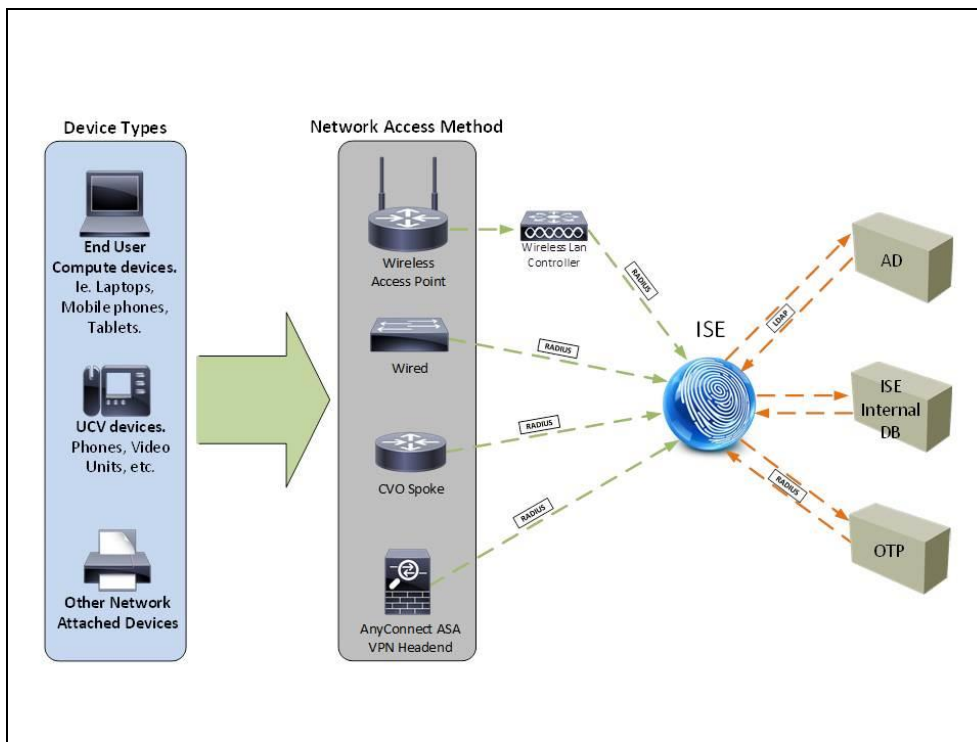 Device Types
End User
Compute devices.
Ie. Laptops,
Mobile phones,
Tablets.
UCV devices.
Phones, Video
Units, etc.
Other Network
Attached Devices
Network Access Method
Wireless
Access Point
Wired
CVO Spoke
AnyConnect ASA
VPN Headend
Wireless Lan
Controller
RADIUS
RADIUS
RADIUS
RADIUS
ISE
LDAP
RADIUS
AD
ISE
Internal
DB
OTP